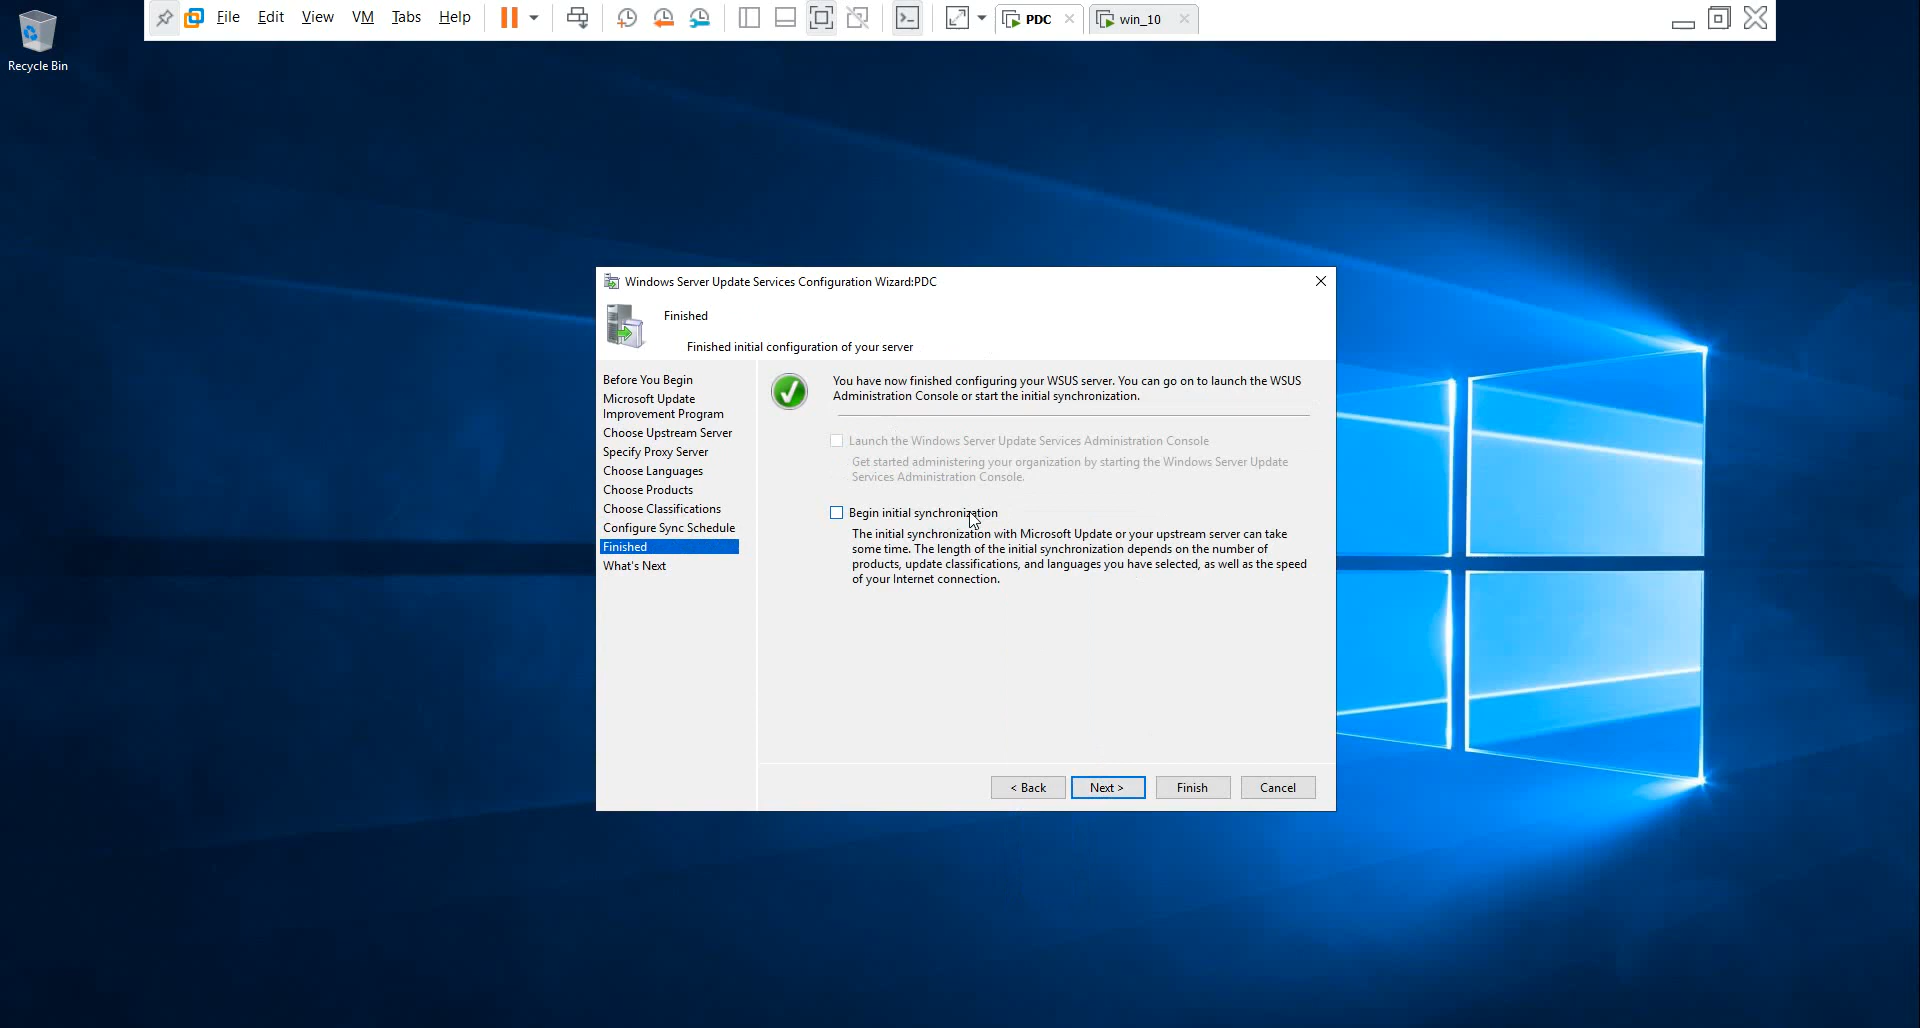 File Edit View VM Tabs Help
PDC
win_10
Recycle Bin
Windows Server Update Services Configuration Wizard:PDC
Finished
Finished initial configuration of your server
Before You Begin
Microsoft Update
Improvement Program
Choose Upstream Server
Specify Proxy Server
Choose Languages
Choose Products
Choose Classifications
Configure Sync Schedule
Finished
What's Next
You have now finished configuring your WSUS server. You can go on to launch the WSUS
Administration Console or start the initial synchronization.
Launch the Windows Server Update Services Administration Console
Get started administering your organization by starting the Windows Server Update
Services Administration Console.
Begin initial synchronization
The initial synchronization with Microsoft Update or your upstream server can take
some time. The length of the initial synchronization depends on the number of
products, update classifications, and languages you have selected, as well as the speed
of your Internet connection.
< Back
Next >
Finish
Cancel